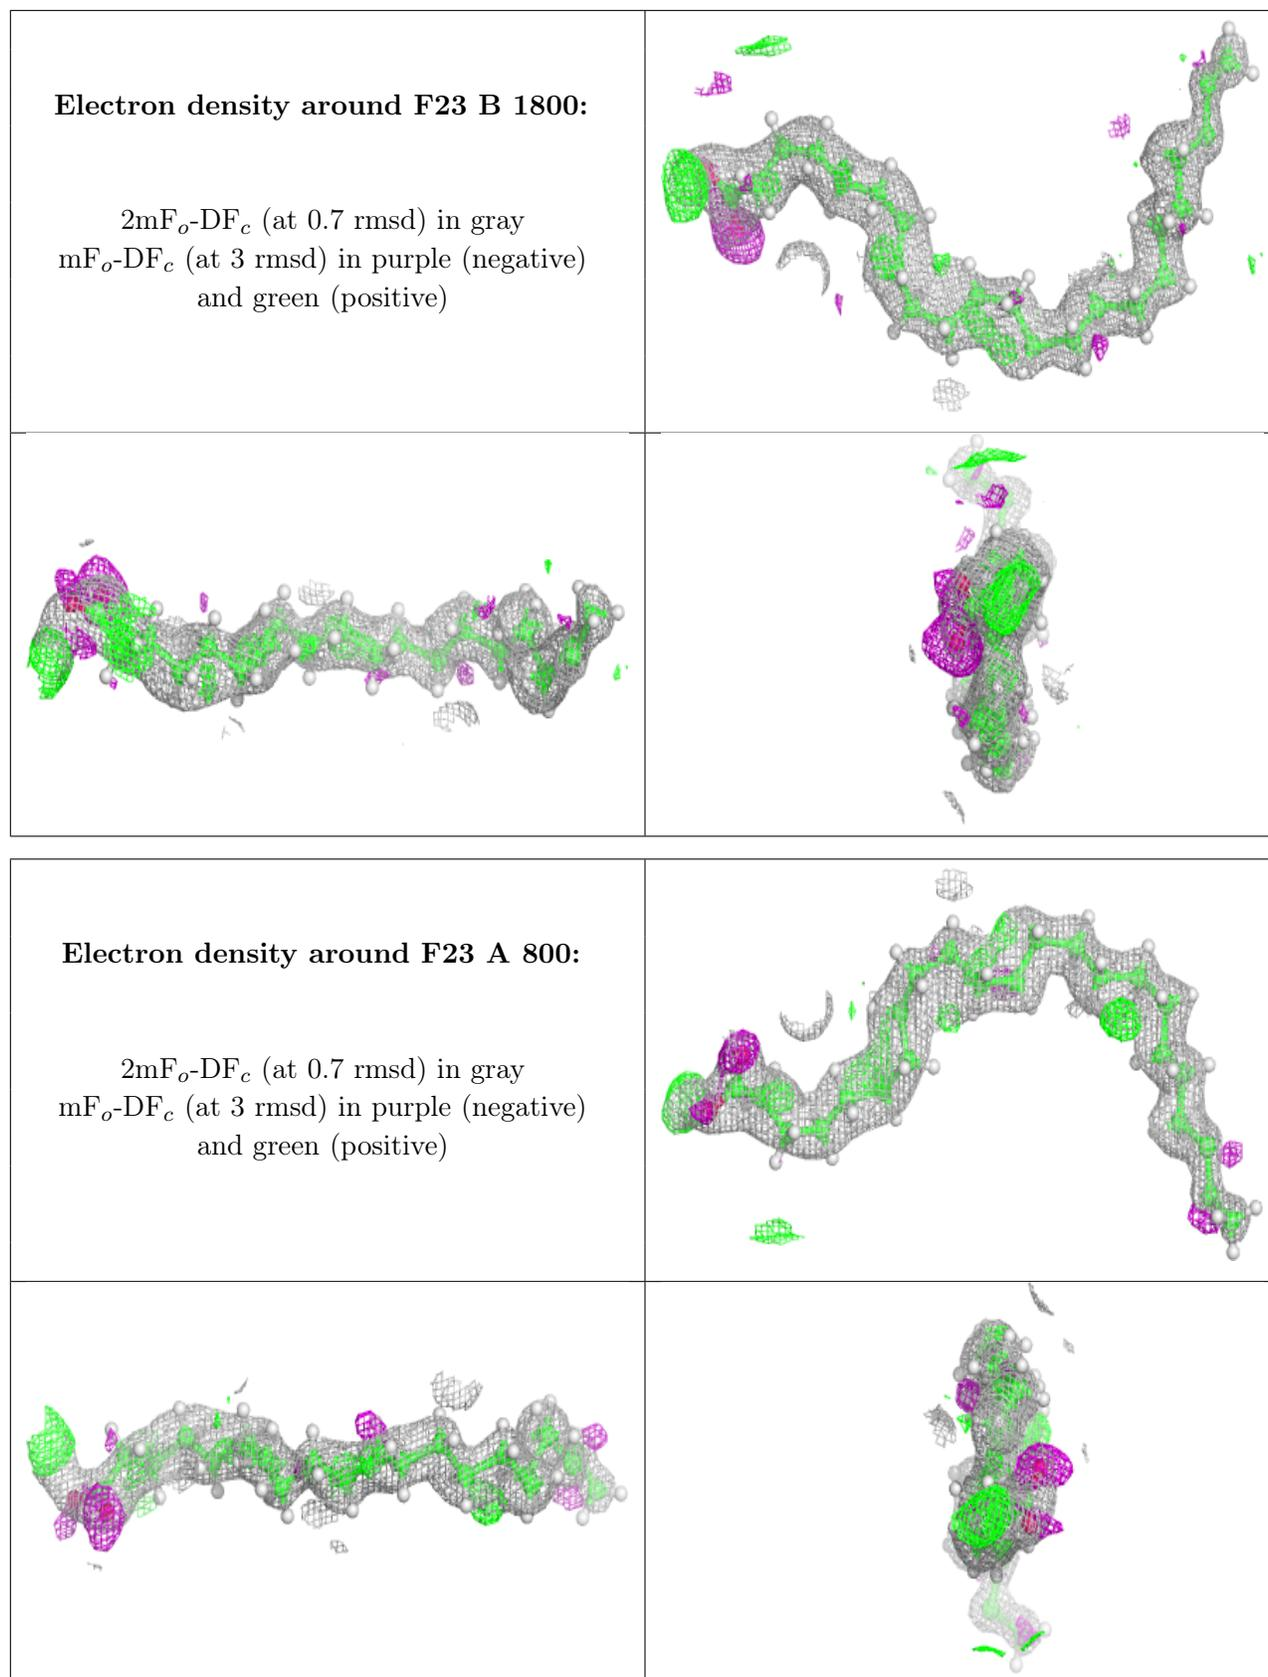 Electron density around F23 B 1800:
2mFo-DFc (at 0.7 rmsd) in gray
mFo-DFc (at 3 rmsd) in purple (negative)
and green (positive)
Electron density around F23 A 800:
2mFo-DFc (at 0.7 rmsd) in gray
mFo-DFc (at 3 rmsd) in purple (negative)
and green (positive)